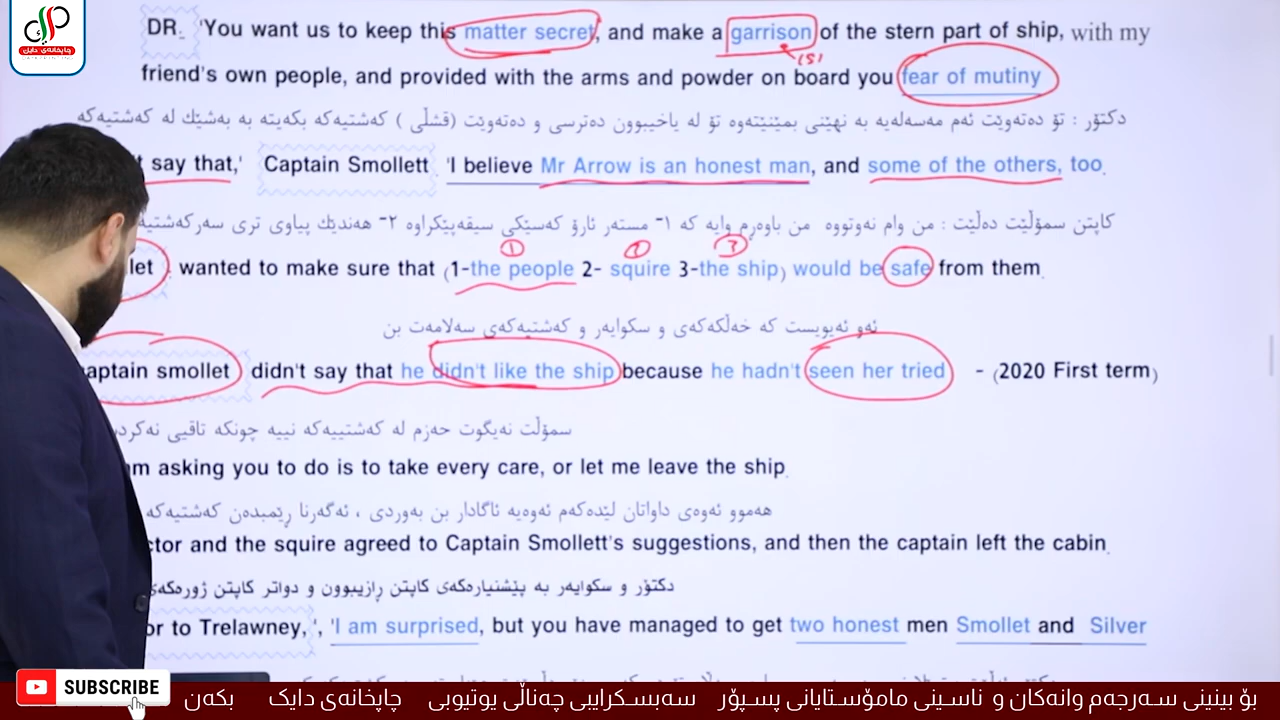 DR. 'You want us to keep this matter secret, and make a garrison of the stern part of ship, with my
(S)
friend's own people, and provided with the arms and powder on board you fear of mutiny
دکتۆر : تۆ دەتەوێت ئەم مەسەلەیە بە نهێنی بمێنێتەوە تۆ لە یاخیبوون دەترسی و دەتەوێت (قشڵی ) کەشتیەکە بکەیتە بە بەشێك لە کەشتیەکە
say that,' Captain Smollett 'I believe Mr Arrow is an honest man, and some of the others, too.
کاپتن سمۆڵێت دەڵێت : من وام نەوتووە من باوەڕم وایە کە ١- مستەر ئارۆ کەسێکی سیقەپێکراوە ٢- هەندێك پیاوی تری سەرکەشتی
1 2 3
let wanted to make sure that (1-the people 2- squire 3-the ship) would be safe from them.
ئەو ئەیویست کە خەڵکەکەی و سکوایەر و کەشتیەکەی سەلامەت بن
aptain smollet didn't say that he didn't like the ship because he hadn't seen her tried - (2020 First term)
سمۆڵت نەیگوت حەزم لە کەشتییەکە نییە چونکە تاقیی نەکرد
m asking you to do is to take every care, or let me leave the ship.
هەموو ئەوەی داواتان لێدەکەم ئەوەیە ئاگادار بن بەوردی ، ئەگەرنا ڕێمبدەن کەشتیەکە
ctor and the squire agreed to Captain Smollett's suggestions, and then the captain left the cabin.
دکتۆر و سکوایەر بە پێشنیارەکەی کاپتن ڕازیبوون و دواتر کاپتن ژوورەکەی
or to Trelawney,', 'I am surprised, but you have managed to get two honest men Smollet and Silver
چاپخانەی دایك
SUBSCRIBE
بۆ بینینی سەرجەم وانەکان و ناسینی مامۆستایانی پسپۆر سەبسکرایبی چەناڵی یوتیوبی چاپخانەی دایک بکەن